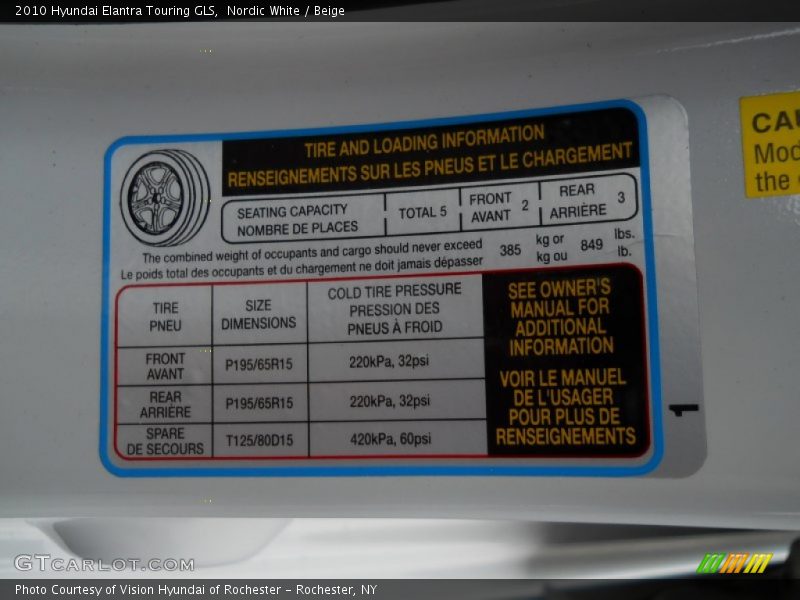 2010 Hyundai Elantra Touring GLS,  Nordic White / Beige
TIRE AND LOADING INFORMATION
RENSEIGNEMENTS SUR LES PNEUS ET LE CHARGEMENT
SEATING CAPACITY
NOMBRE DE PLACES
TOTAL 5
FRONT
AVANT
2
REAR
ARRIÈRE
3
The combined weight of occupants and cargo should never exceed
Le poids total des occupants et du chargement ne doit jamais dépasser
385
kg or
kg ou
849
lbs.
lb.
TIRE
PNEU
SIZE
DIMENSIONS
COLD TIRE PRESSURE
PRESSION DES
PNEUS À FROID
FRONT
AVANT
P195/65R15
220kPa, 32psi
REAR
ARRIÈRE
P195/65R15
220kPa, 32psi
SPARE
DE SECOURS
T125/80D15
420kPa, 60psi
SEE OWNER'S
MANUAL FOR
ADDITIONAL
INFORMATION
VOIR LE MANUEL
DE L'USAGER
POUR PLUS DE
RENSEIGNEMENTS
1
CAU
Mod
the
GTCARLOT.COM
Photo Courtesy of Vision Hyundai of Rochester - Rochester, NY